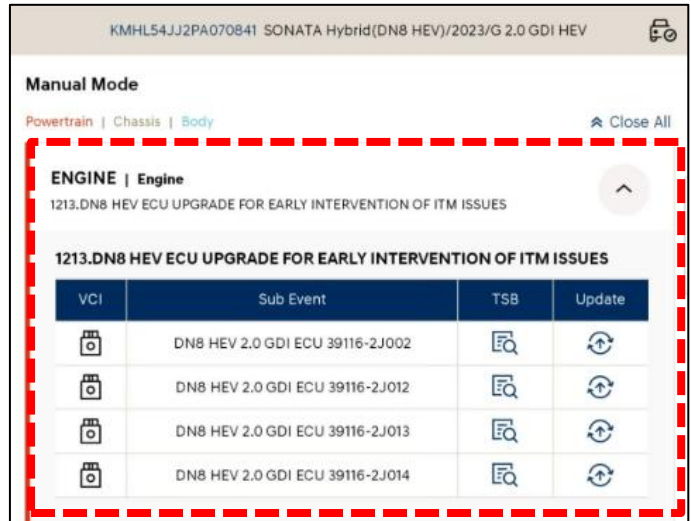 KMHL54JJ2PA070841 SONATA Hybrid(DN8 HEV)/2023/G 2.0 GDI HEV
Manual Mode
Powertrain | Chassis | Body
Close All
ENGINE | Engine
1213.DN8 HEV ECU UPGRADE FOR EARLY INTERVENTION OF ITM ISSUES
1213.DN8 HEV ECU UPGRADE FOR EARLY INTERVENTION OF ITM ISSUES
VCI Sub Event TSB Update
DN8 HEV 2.0 GDI ECU 39116-2J002
DN8 HEV 2.0 GDI ECU 39116-2J012
DN8 HEV 2.0 GDI ECU 39116-2J013
DN8 HEV 2.0 GDI ECU 39116-2J014